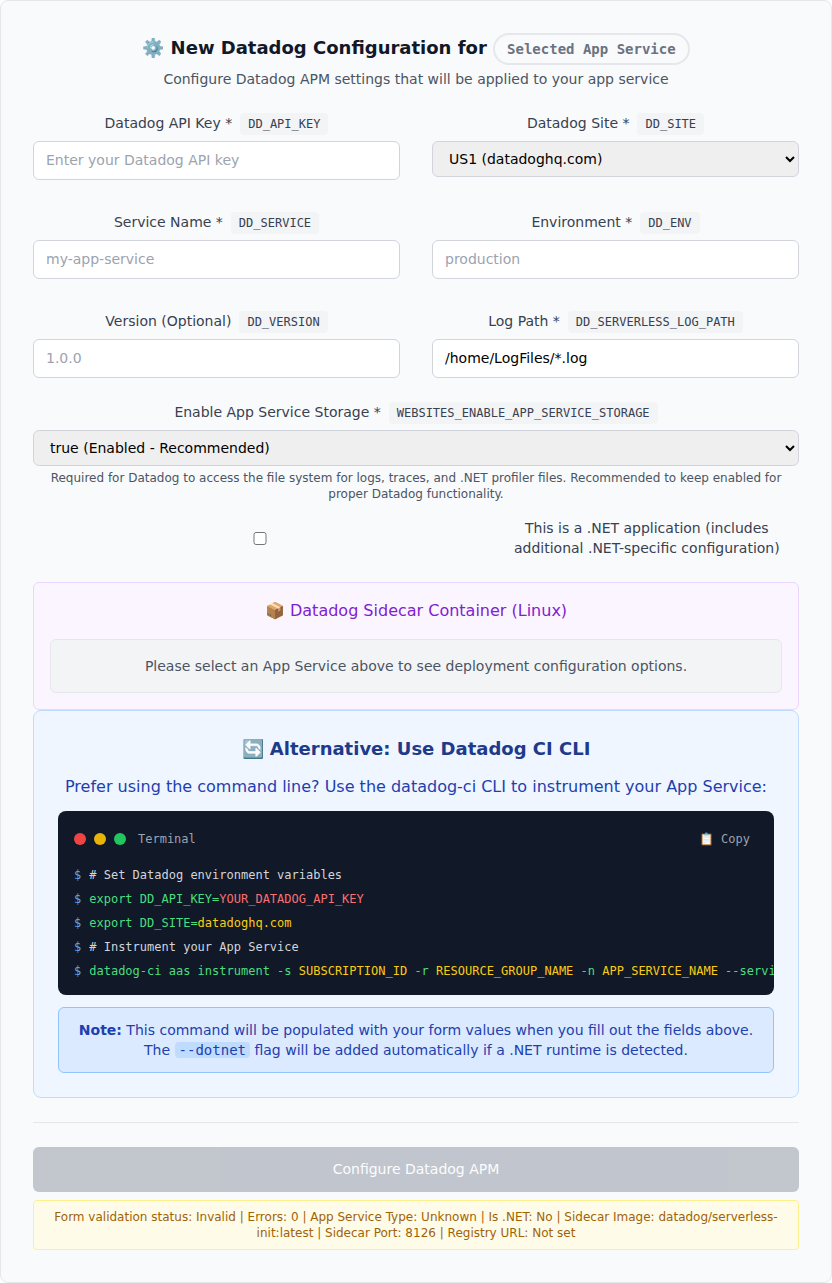 New Datadog Configuration for Selected App Service
Configure Datadog APM settings that will be applied to your app service
Datadog API Key * DD_API_KEY
Enter your Datadog API key
Datadog Site * DD_SITE
US1 (datadoghq.com)
Service Name * DD_SERVICE
my-app-service
Environment * DD_ENV
production
Version (Optional) DD_VERSION
1.0.0
Log Path * DD_SERVERLESS_LOG_PATH
/home/LogFiles/*.log
Enable App Service Storage * WEBSITES_ENABLE_APP_SERVICE_STORAGE
true (Enabled - Recommended)
Required for Datadog to access the file system for logs, traces, and .NET profiler files. Recommended to keep enabled for
proper Datadog functionality.
This is a .NET application (includes
additional .NET-specific configuration)
Datadog Sidecar Container (Linux)
Please select an App Service above to see deployment configuration options.
Alternative: Use Datadog CI CLI
Prefer using the command line? Use the datadog-ci CLI to instrument your App Service:
Terminal
Copy
$ # Set Datadog environment variables
$ export DD_API_KEY=YOUR_DATADOG_API_KEY
$ export DD_SITE=datadoghq.com
$ # Instrument your App Service
$ datadog-ci aas instrument -s SUBSCRIPTION_ID -r RESOURCE_GROUP_NAME -n APP_SERVICE_NAME --servi
Note: This command will be populated with your form values when you fill out the fields above.
The --dotnet flag will be added automatically if a .NET runtime is detected.
Configure Datadog APM
Form validation status: Invalid | Errors: 0 | App Service Type: Unknown | Is .NET: No | Sidecar Image: datadog/serverless-
init:latest | Sidecar Port: 8126 | Registry URL: Not set